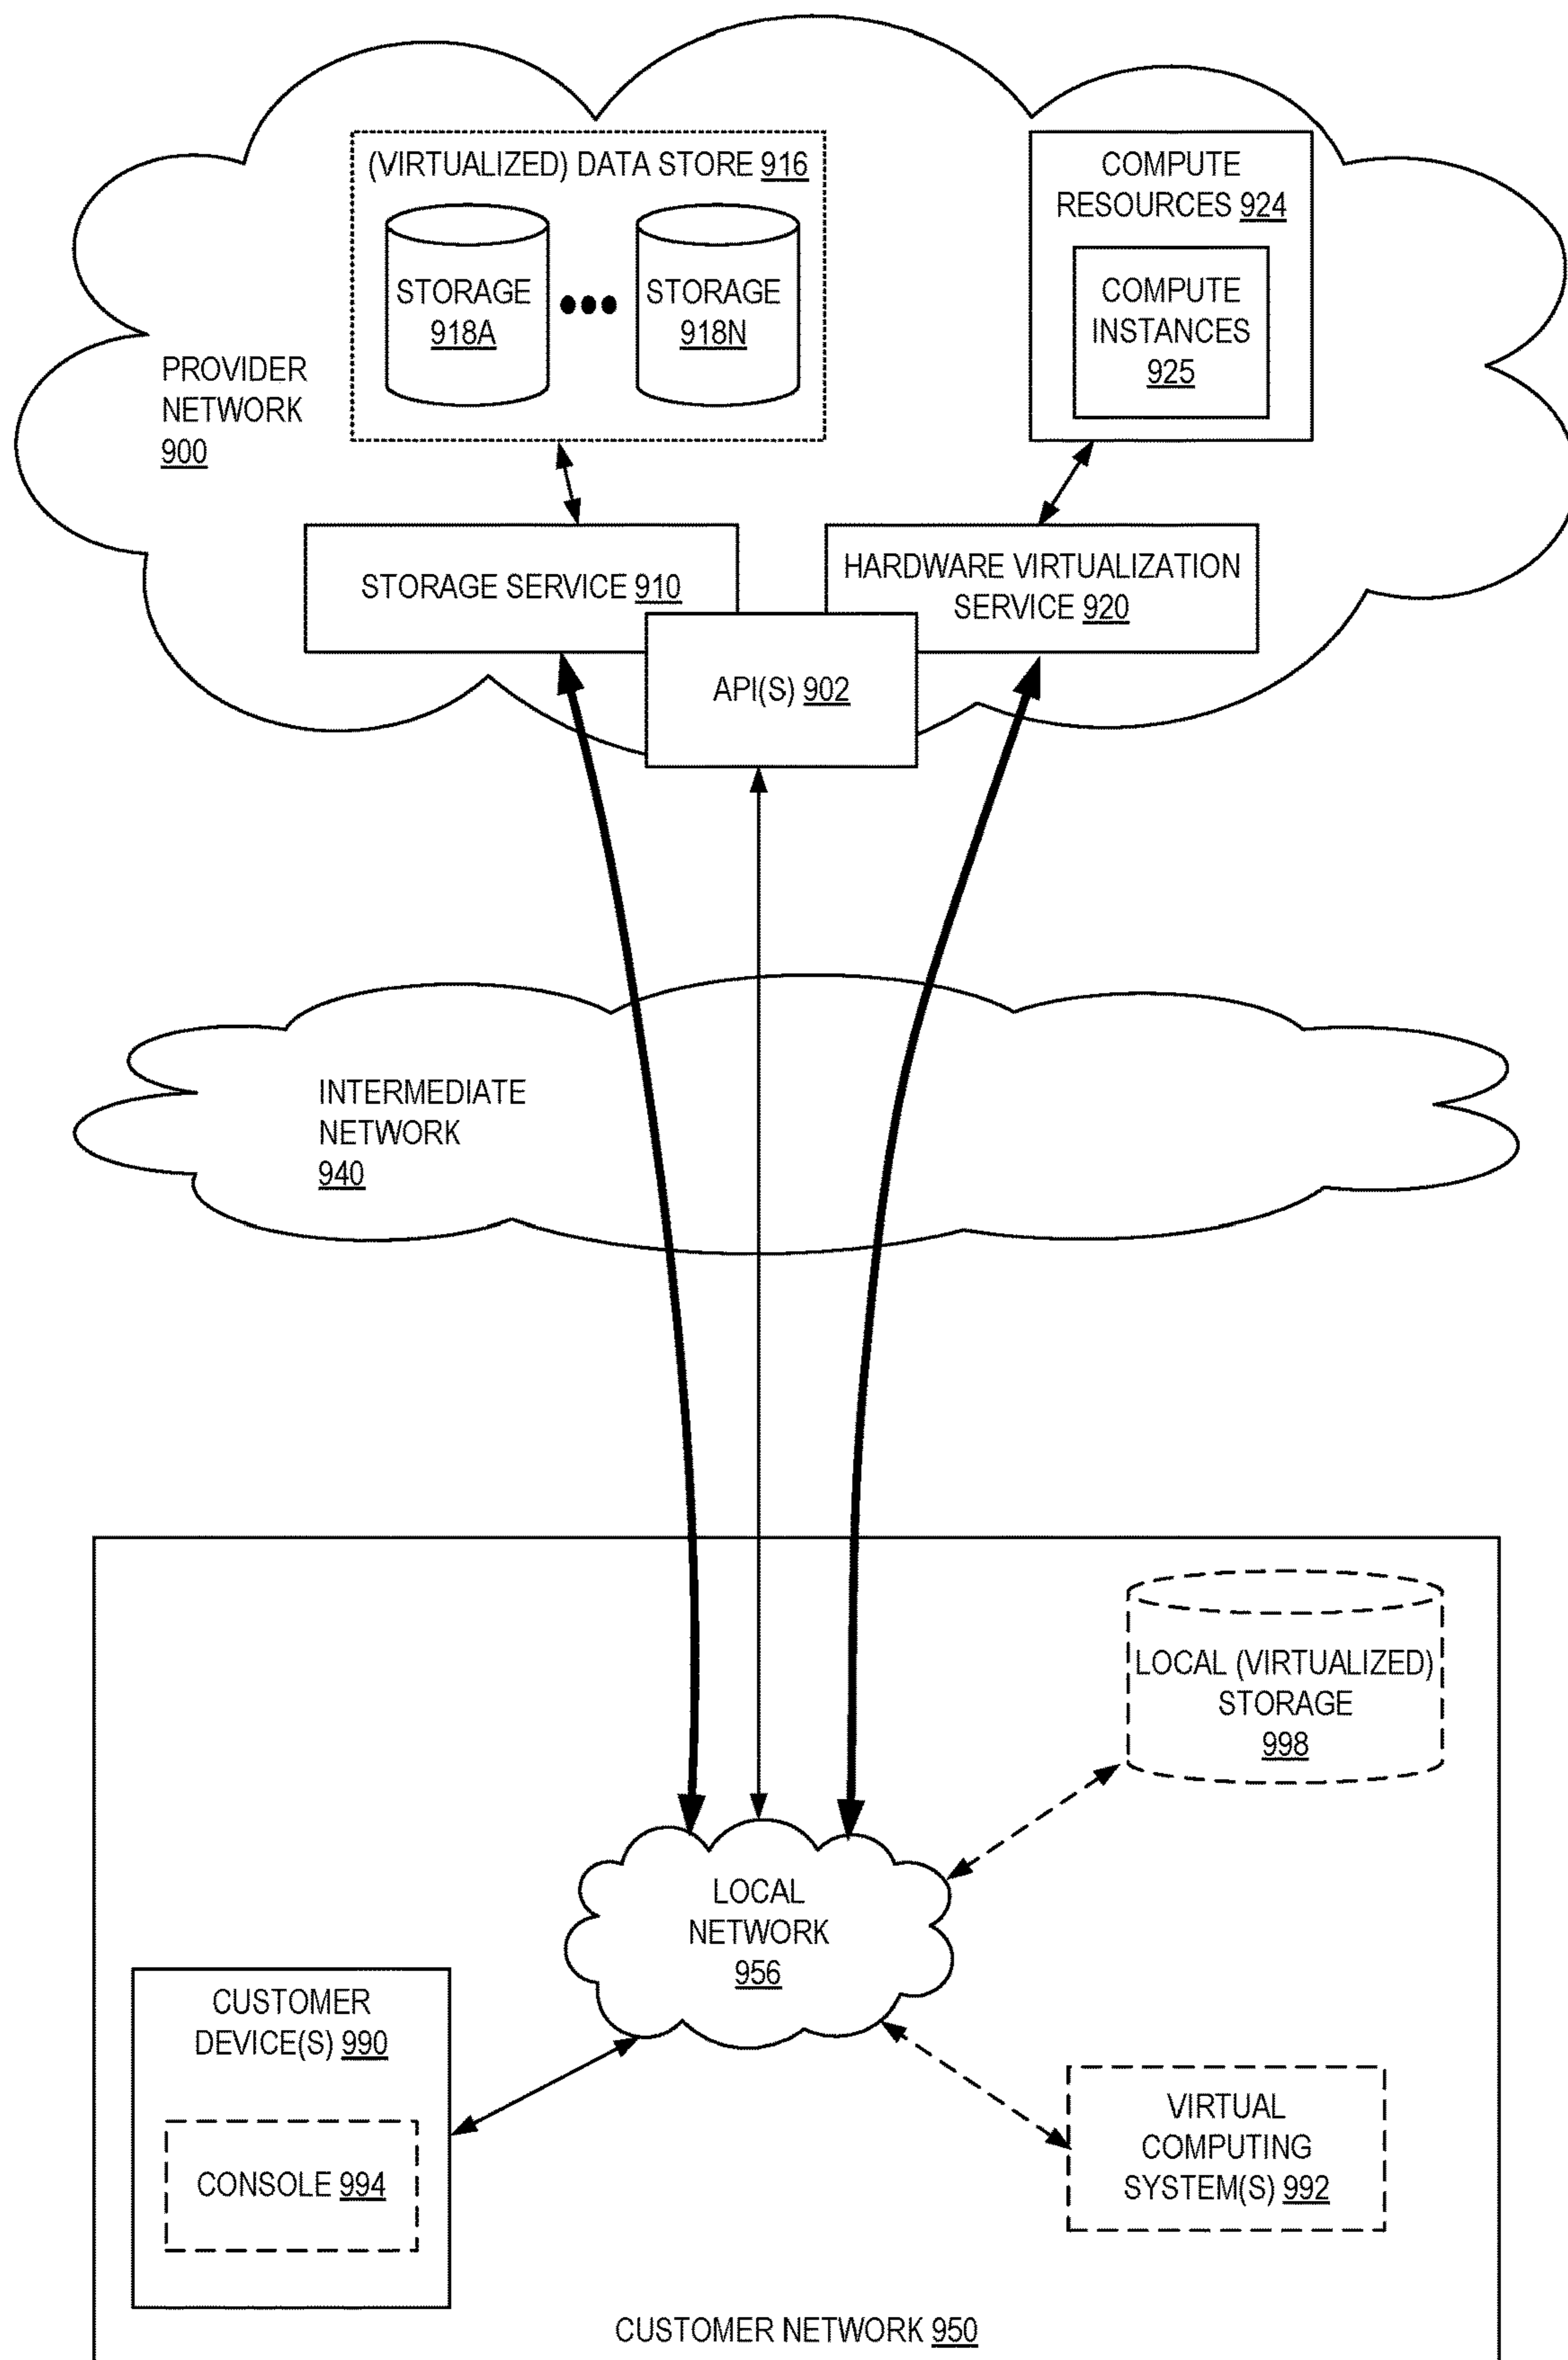 (VIRTUALIZED) DATA STORE 916
STORAGE
918A
STORAGE
918N
COMPUTE
RESOURCES 924
COMPUTE
INSTANCES
925
PROVIDER
NETWORK
900
STORAGE SERVICE 910
HARDWARE VIRTUALIZATION
SERVICE 920
API(S) 902
INTERMEDIATE
NETWORK
940
LOCAL (VIRTUALIZED)
STORAGE
998
LOCAL
NETWORK
956
CUSTOMER
DEVICE(S) 990
CONSOLE 994
VIRTUAL
COMPUTING
SYSTEM(S) 992
CUSTOMER NETWORK 950